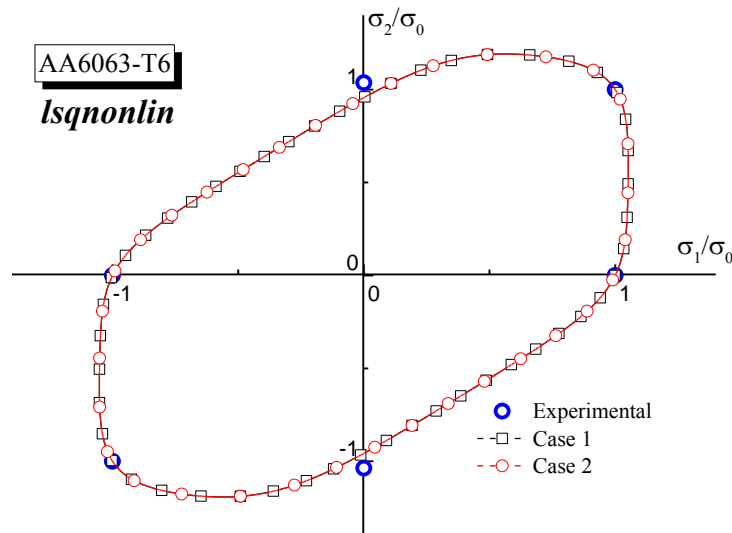 σ₂/σ₀
AA6063-T6
lsqnonlin
1
0
σ₁/σ₀
-1
0
1
Experimental
Case 1
Case 2
-1